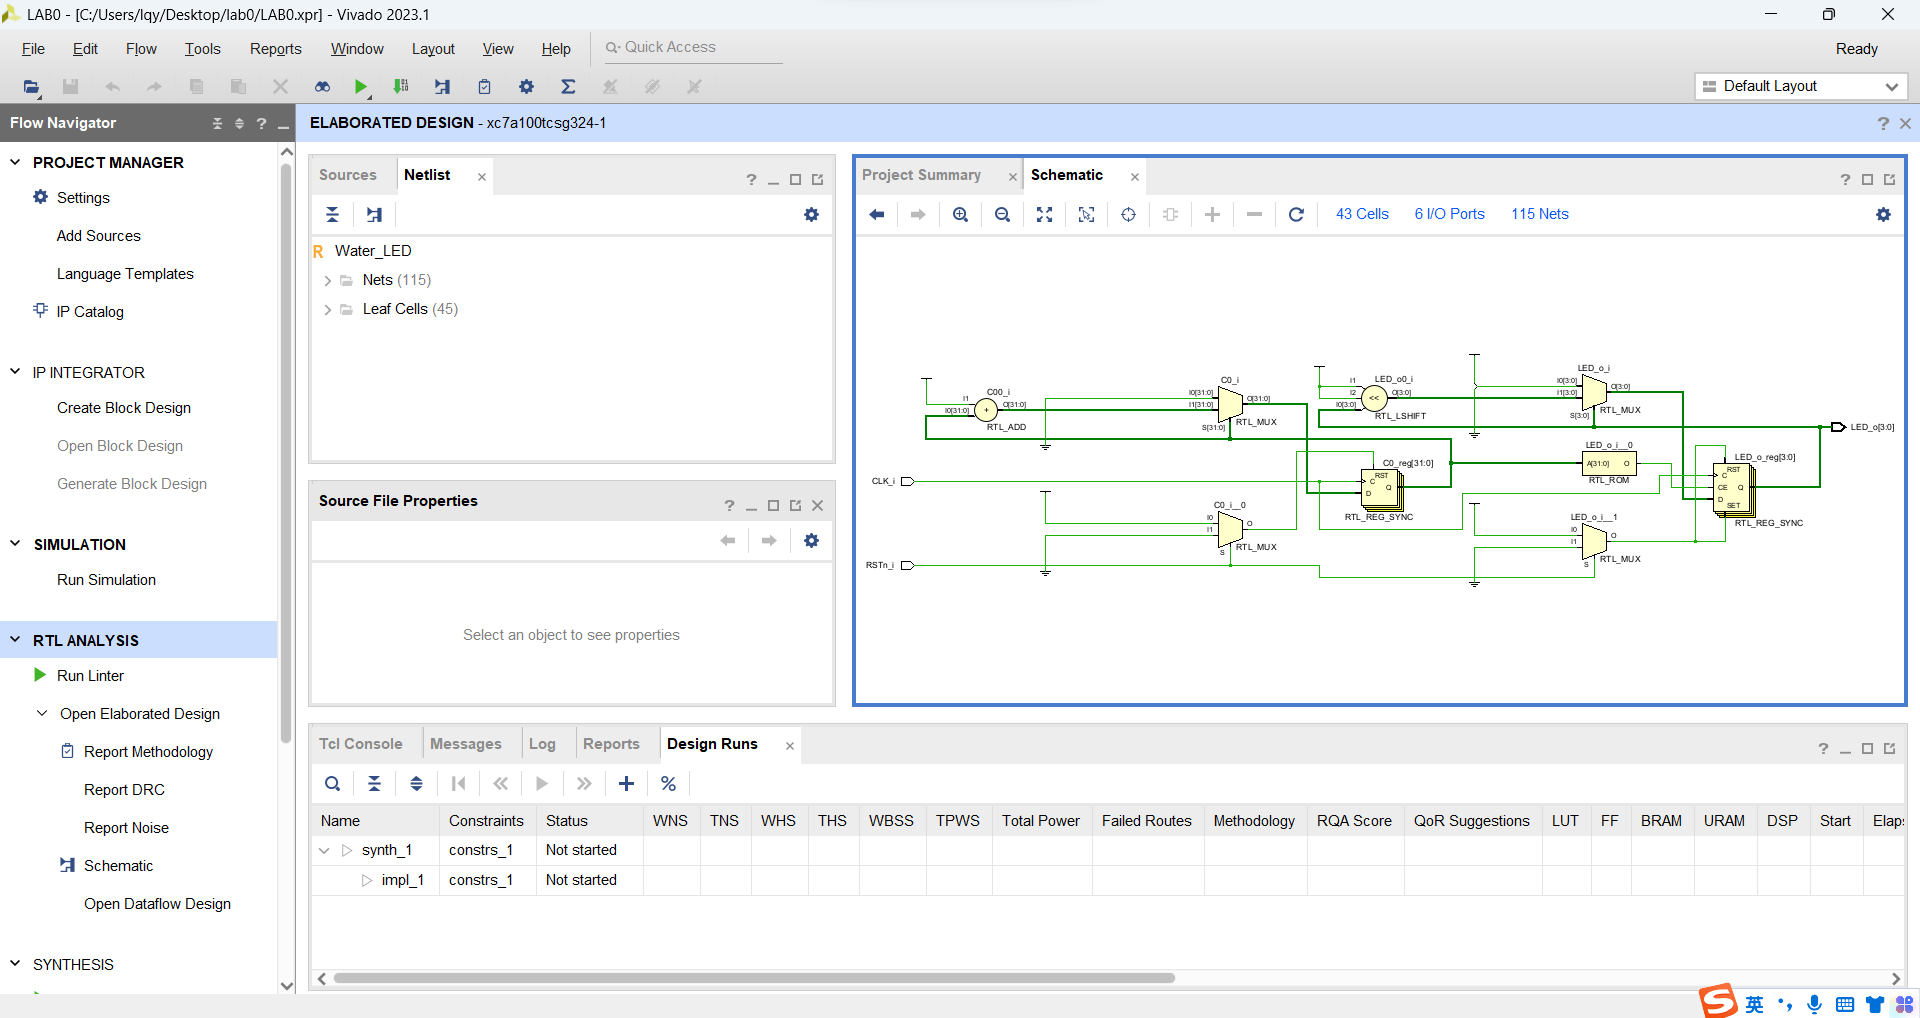 LAB0 - [C:/Users/lqy/Desktop/lab0/LAB0.xpr] - Vivado 2023.1
File Edit Flow Tools Reports Window Layout View Help Quick Access Ready
Default Layout
Flow Navigator
ELABORATED DESIGN - xc7a100tcsg324-1
PROJECT MANAGER
Settings
Add Sources
Language Templates
IP Catalog
IP INTEGRATOR
Create Block Design
Open Block Design
Generate Block Design
SIMULATION
Run Simulation
RTL ANALYSIS
Run Linter
Open Elaborated Design
Report Methodology
Report DRC
Report Noise
Schematic
Open Dataflow Design
SYNTHESIS
Sources Netlist
R Water_LED
Nets (115)
Leaf Cells (45)
Source File Properties
Select an object to see properties
Project Summary Schematic
43 Cells 6 I/O Ports 115 Nets
C00_i
I1
I0[31:0]
+
O[31:0]
RTL_ADD
C0_i
I0[31:0]
I1[31:0]
S[31:0]
O[31:0]
RTL_MUX
LED_o0_i
I1
I2
I0[3:0]
<<
O[3:0]
RTL_LSHIFT
LED_o_i
I0[3:0]
I1[3:0]
S[3:0]
O[3:0]
RTL_MUX
LED_o[3:0]
LED_o_i__0
A[31:0] O
RTL_ROM
LED_o_reg[3:0]
RST
C
CE Q
D
SET
RTL_REG_SYNC
C0_reg[31:0]
RST
C
Q
D
RTL_REG_SYNC
CLK_i
C0_i__0
I0
I1
O
S
RTL_MUX
LED_o_i__1
I0
I1
O
S
RTL_MUX
RSTn_i
Tcl Console Messages Log Reports Design Runs
Name Constraints Status WNS TNS WHS THS WBSS TPWS Total Power Failed Routes Methodology RQA Score QoR Suggestions LUT FF BRAM URAM DSP Start Elaps
synth_1 constrs_1 Not started
impl_1 constrs_1 Not started
英